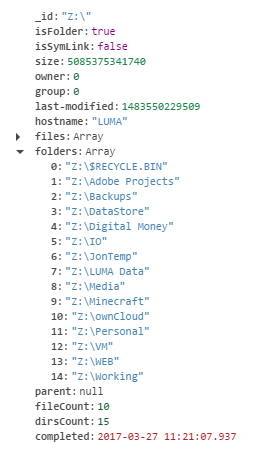 _id:"Z:\"
isFolder:true
isSymLink:false
size:5085375341740
owner:0
group:0
last-modified:1483550229509
hostname:"LUMA"
files:Array
folders:Array
0:"Z:\$RECYCLE.BIN"
1:"Z:\Adobe Projects"
2:"Z:\Backups"
3:"Z:\DataStore"
4:"Z:\Digital Money"
5:"Z:\IO"
6:"Z:\JonTemp"
7:"Z:\LUMA Data"
8:"Z:\Media"
9:"Z:\Minecraft"
10:"Z:\ownCloud"
11:"Z:\Personal"
12:"Z:\VM"
13:"Z:\WEB"
14:"Z:\Working"
parent:null
fileCount:10
dirsCount:15
completed:2017-03-27 11:21:07.937